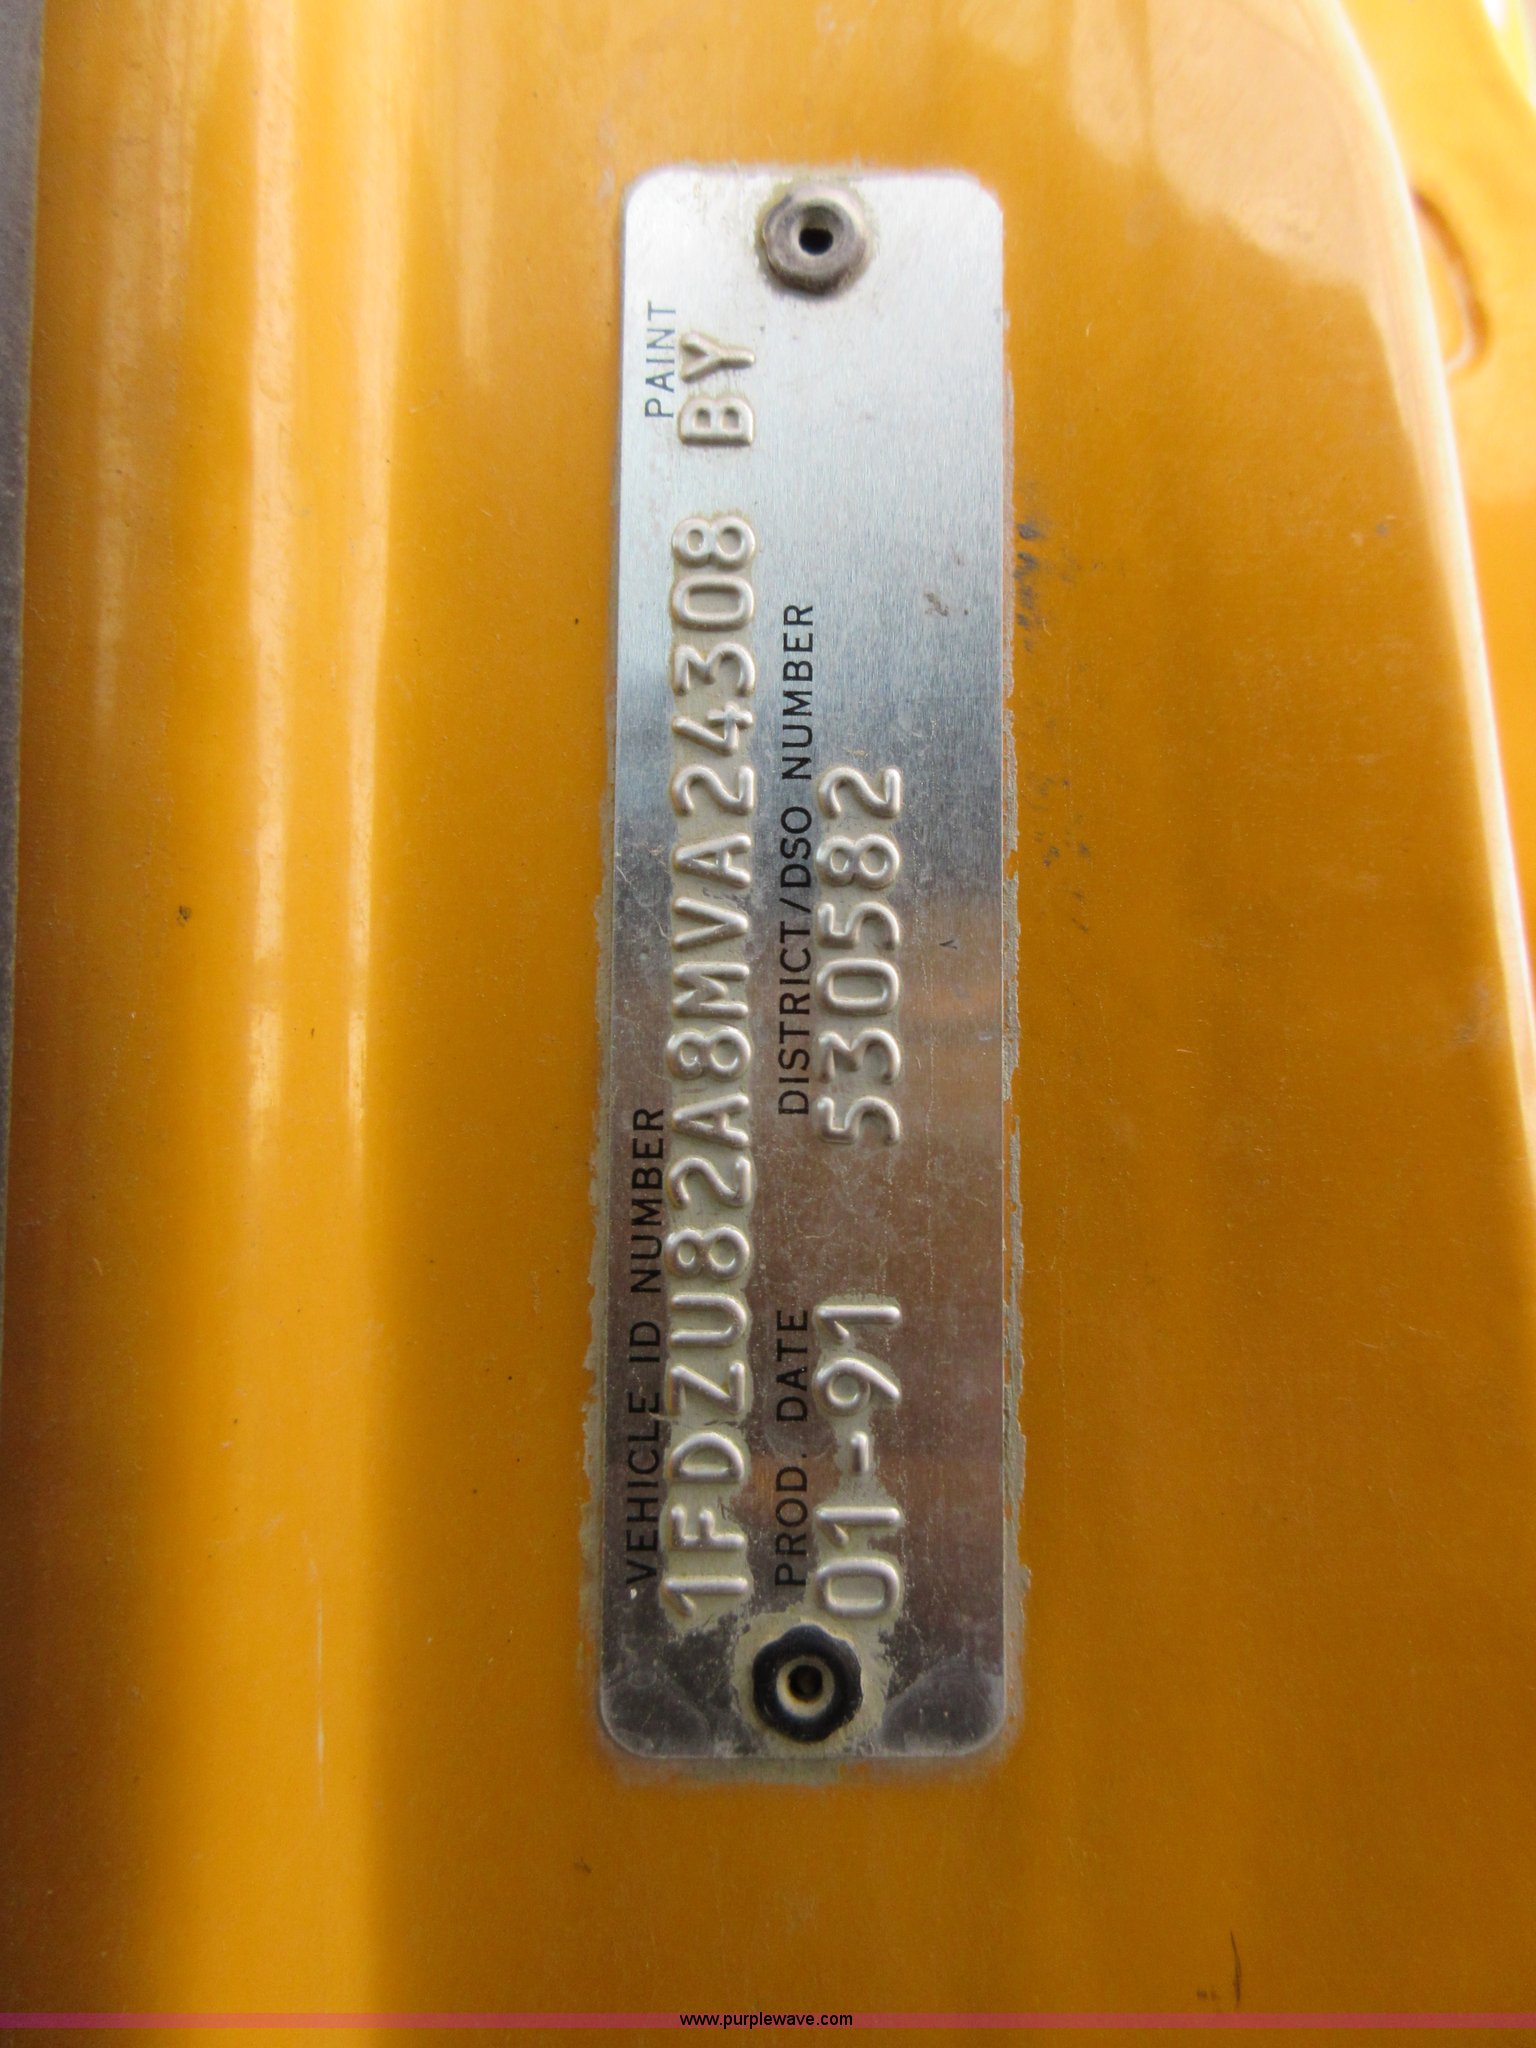 VEHICLE ID NUMBER PAINT
1FDZU82A8MVA24308 BY
PROD. DATE DISTRICT/DSO NUMBER
01-91 530582
www.purplewave.com